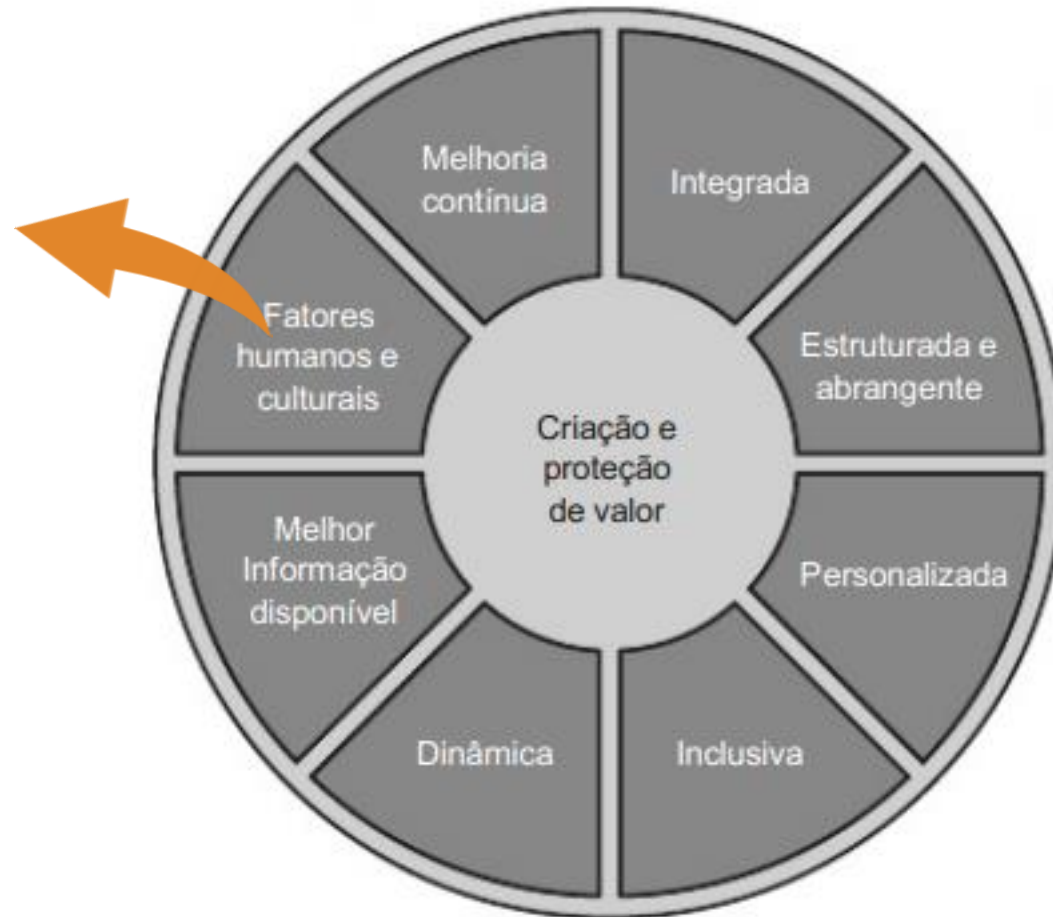 Melhoria
contínua
Integrada
Estruturada e
abrangente
Personalizada
Inclusiva
Dinâmica
Melhor
Informação
disponível
Fatores
humanos e
culturais
Criação e
proteção
de valor